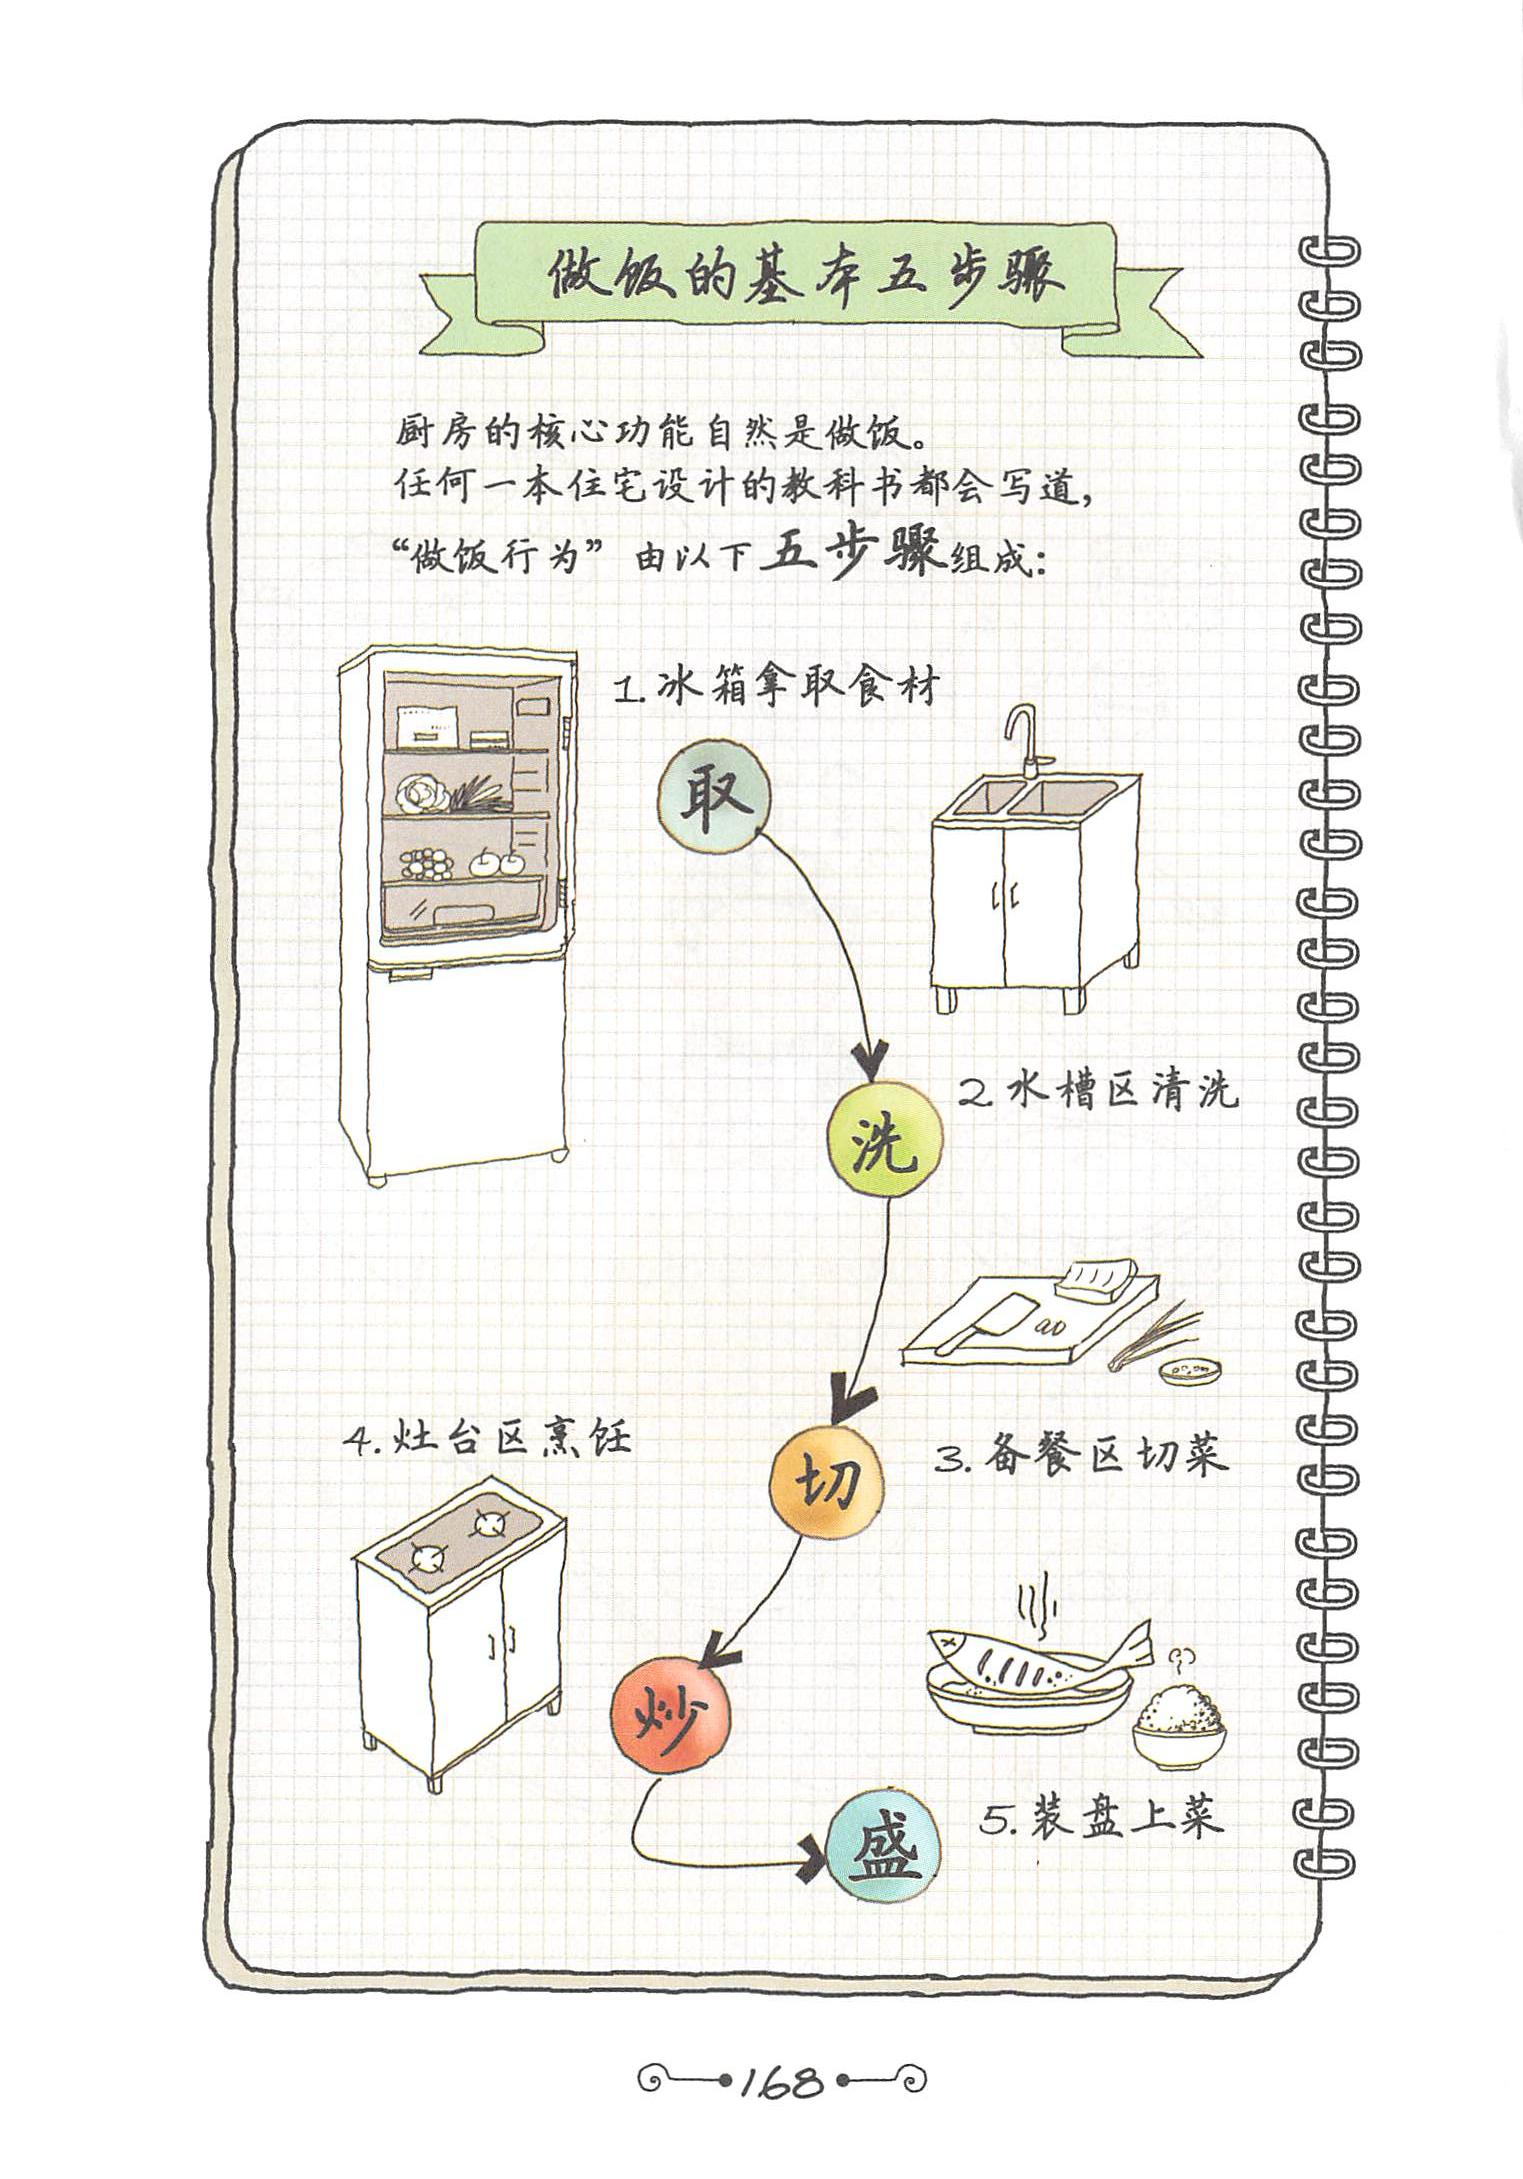 做饭的基本五步骤
厨房的核心功能自然是做饭。
任何一本住宅设计的教科书都会写道，
“做饭行为”由以下五步骤组成：
1.冰箱拿取食材
取
2.水槽区清洗
洗
3.备餐区切菜
切
4.灶台区烹饪
炒
5.装盘上菜
盛
168